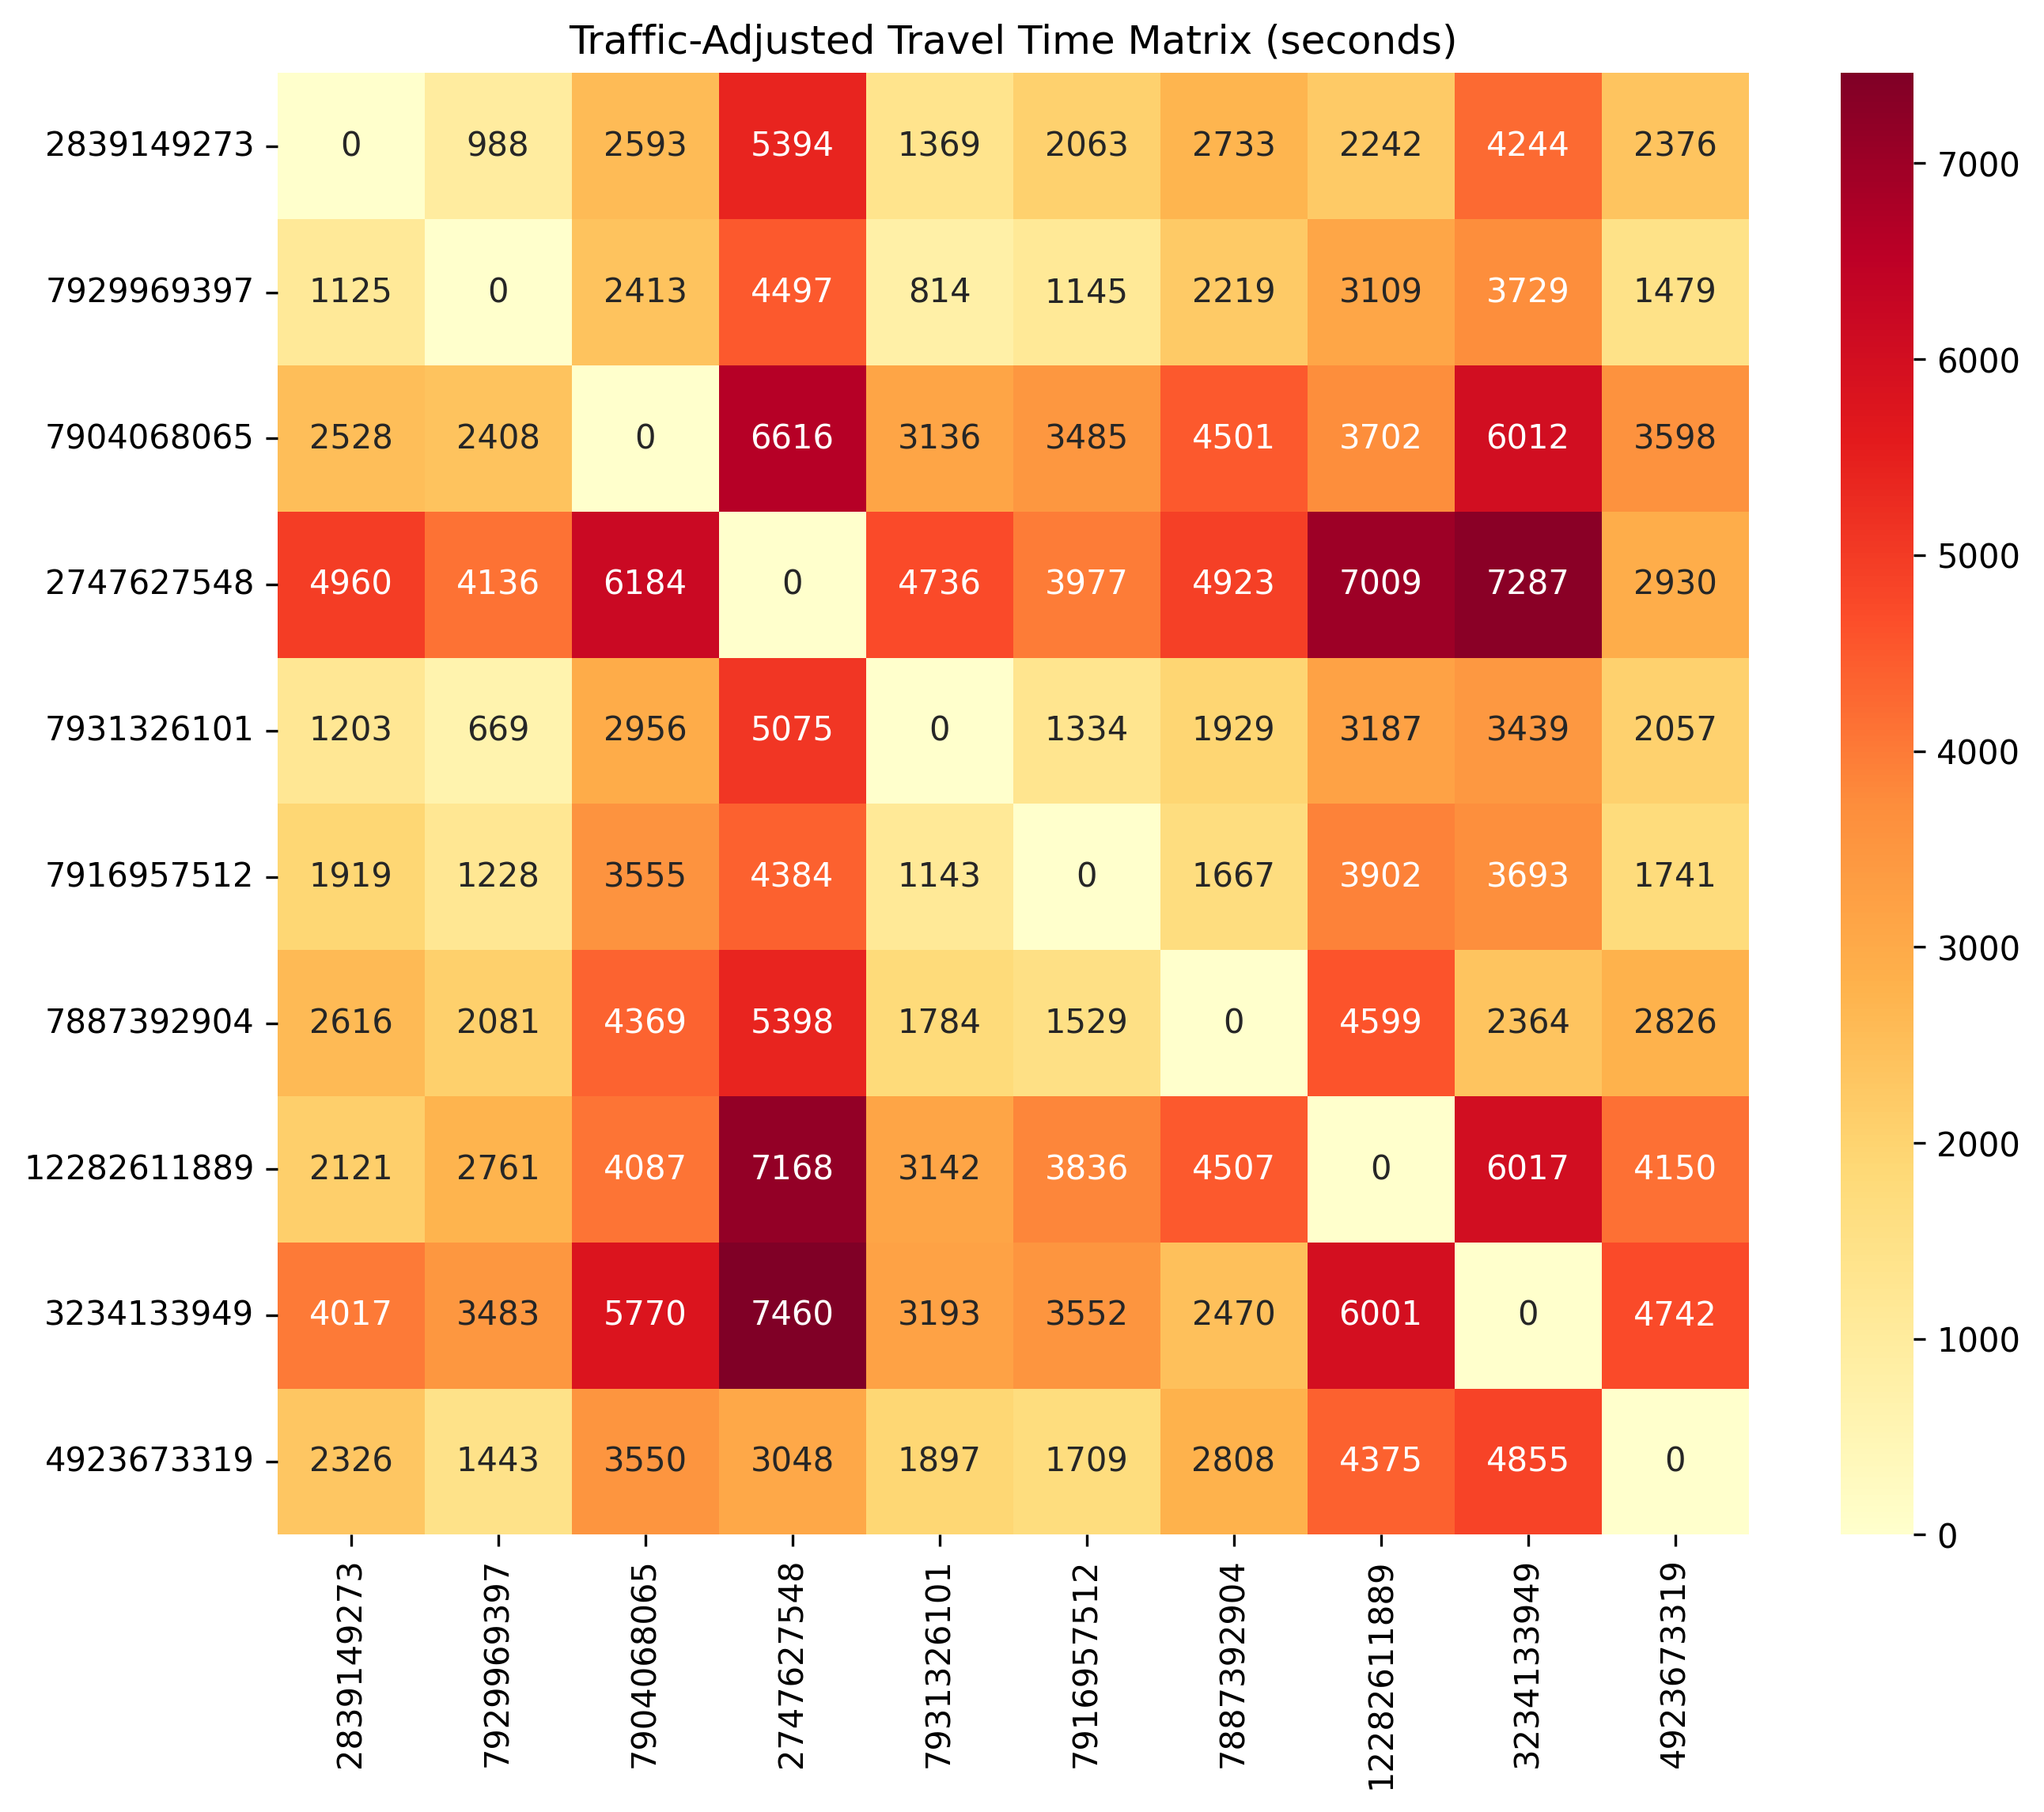 Traffic-Adjusted Travel Time Matrix (seconds)
2839149273 0 988 2593 5394 1369 2063 2733 2242 4244 2376
7929969397 1125 0 2413 4497 814 1145 2219 3109 3729 1479
7904068065 2528 2408 0 6616 3136 3485 4501 3702 6012 3598
2747627548 4960 4136 6184 0 4736 3977 4923 7009 7287 2930
7931326101 1203 669 2956 5075 0 1334 1929 3187 3439 2057
7916957512 1919 1228 3555 4384 1143 0 1667 3902 3693 1741
7887392904 2616 2081 4369 5398 1784 1529 0 4599 2364 2826
12282611889 2121 2761 4087 7168 3142 3836 4507 0 6017 4150
3234133949 4017 3483 5770 7460 3193 3552 2470 6001 0 4742
4923673319 2326 1443 3550 3048 1897 1709 2808 4375 4855 0
2839149273 7929969397 7904068065 2747627548 7931326101 7916957512 7887392904 12282611889 3234133949 4923673319
7000
6000
5000
4000
3000
2000
1000
0